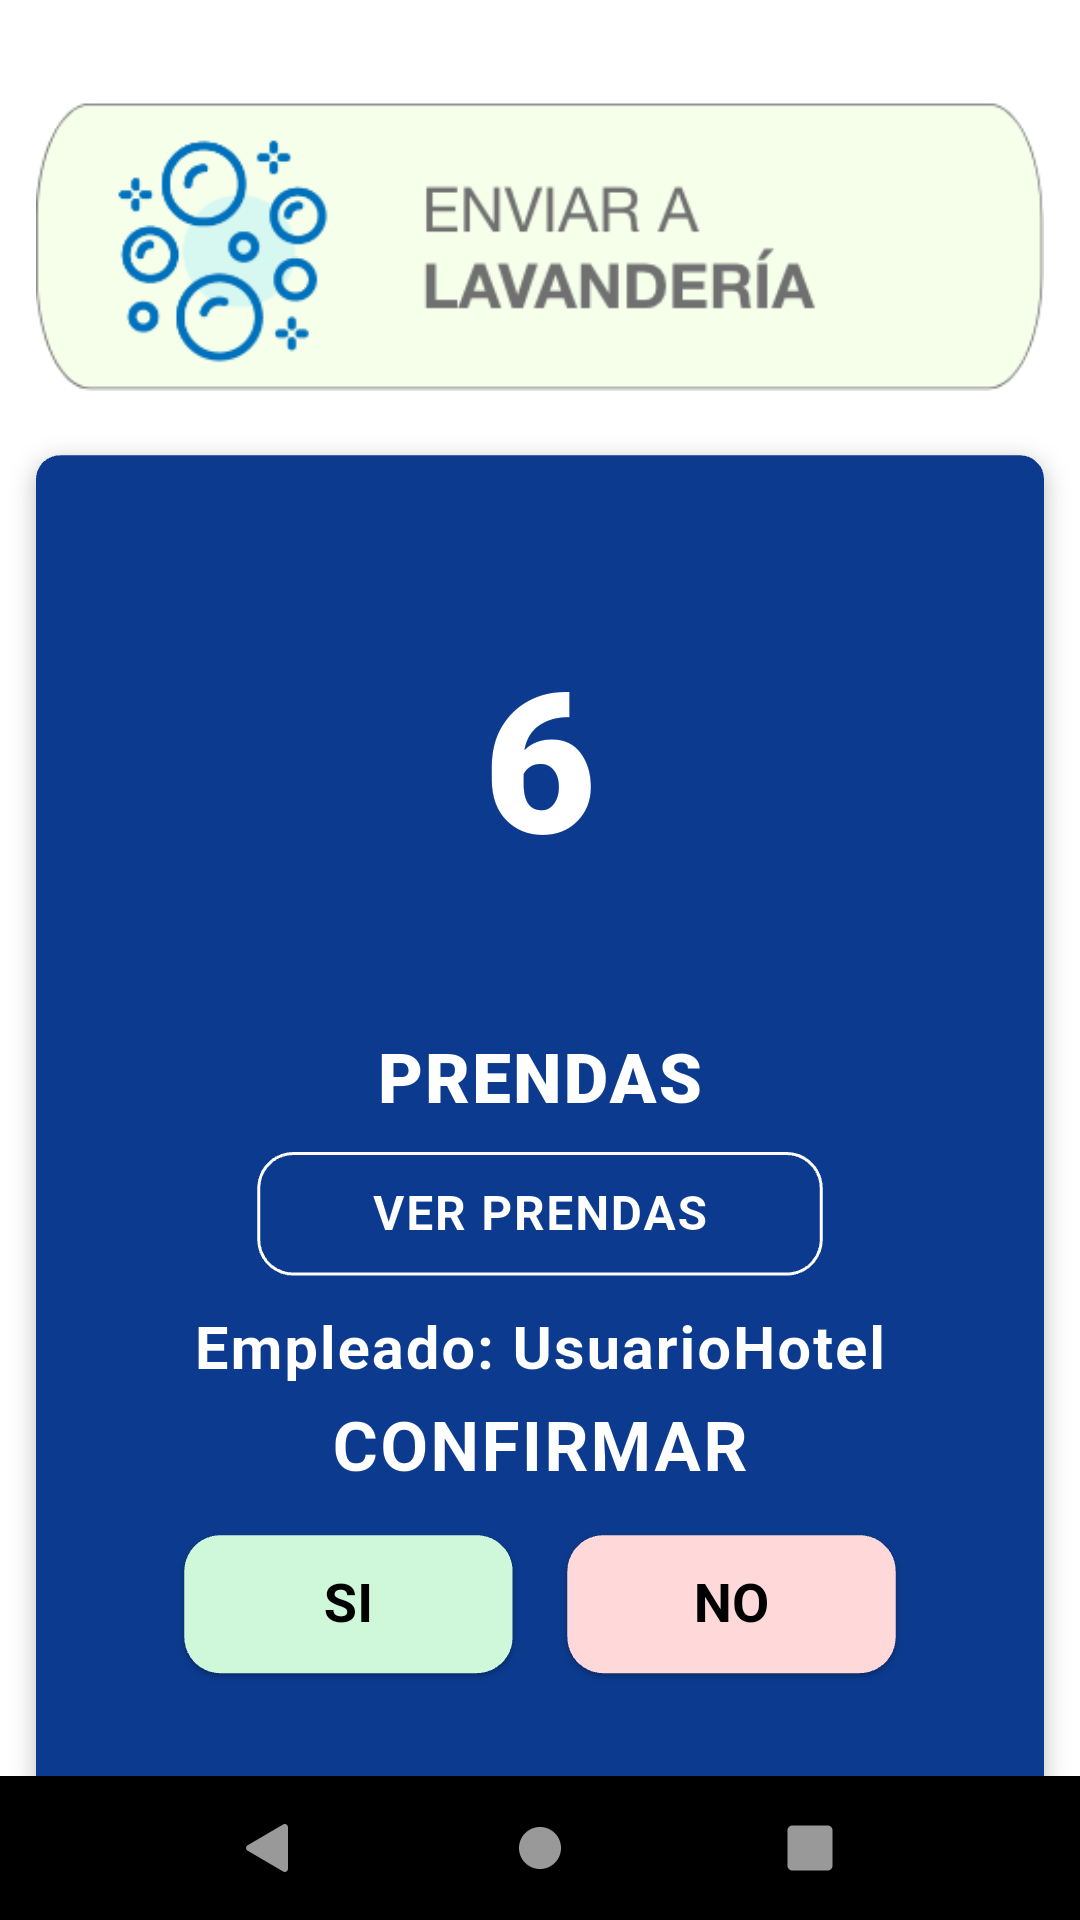 ENVIAR A
LAVANDERÍA
6
PRENDAS
VER PRENDAS
Empleado: UsuarioHotel
CONFIRMAR
SI
NO